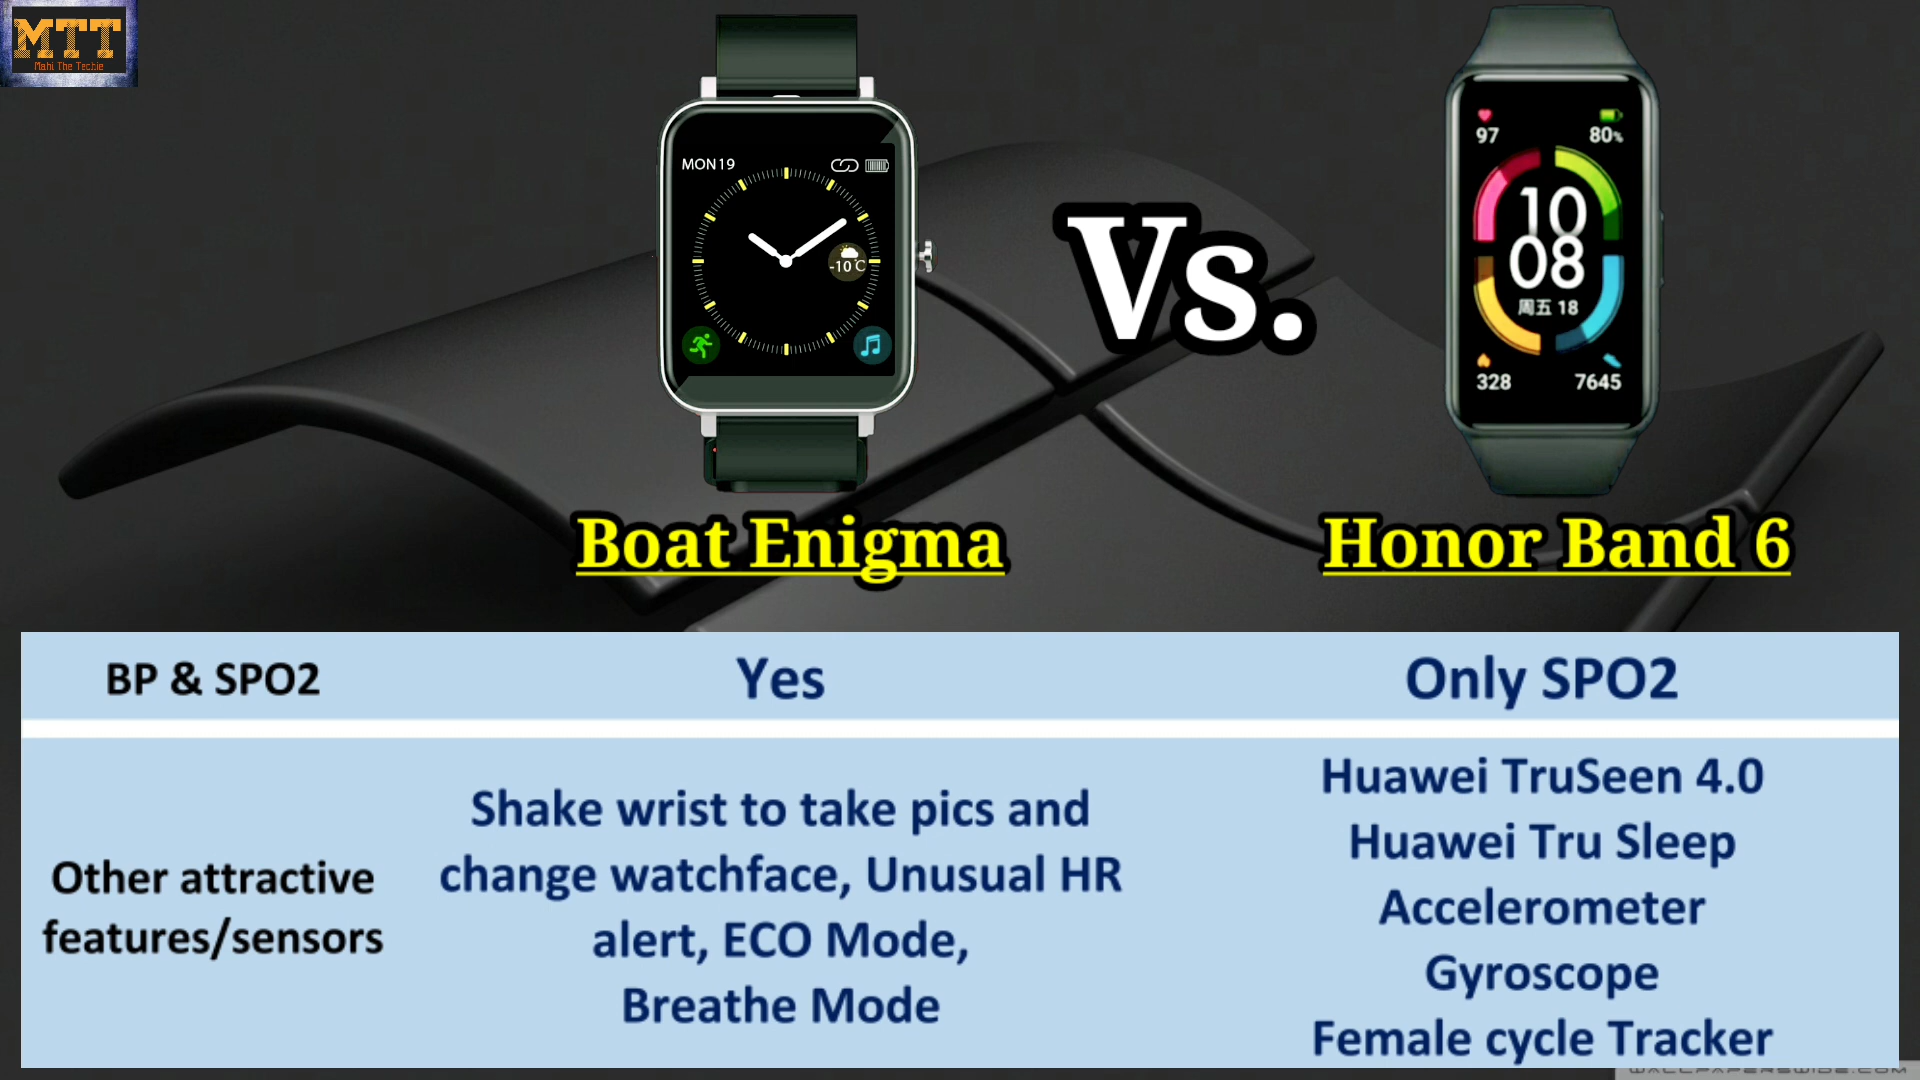 MTT
Mahi The Techie
MON 19
-10°C
Vs.
97
80%
10
08
周五 18
328
7645
Boat Enigma
Honor Band 6
BP & SPO2
Yes
Only SPO2
Other attractive
features/sensors
Shake wrist to take pics and
change watchface, Unusual HR
alert, ECO Mode,
Breathe Mode
Huawei TruSeen 4.0
Huawei Tru Sleep
Accelerometer
Gyroscope
Female cycle Tracker